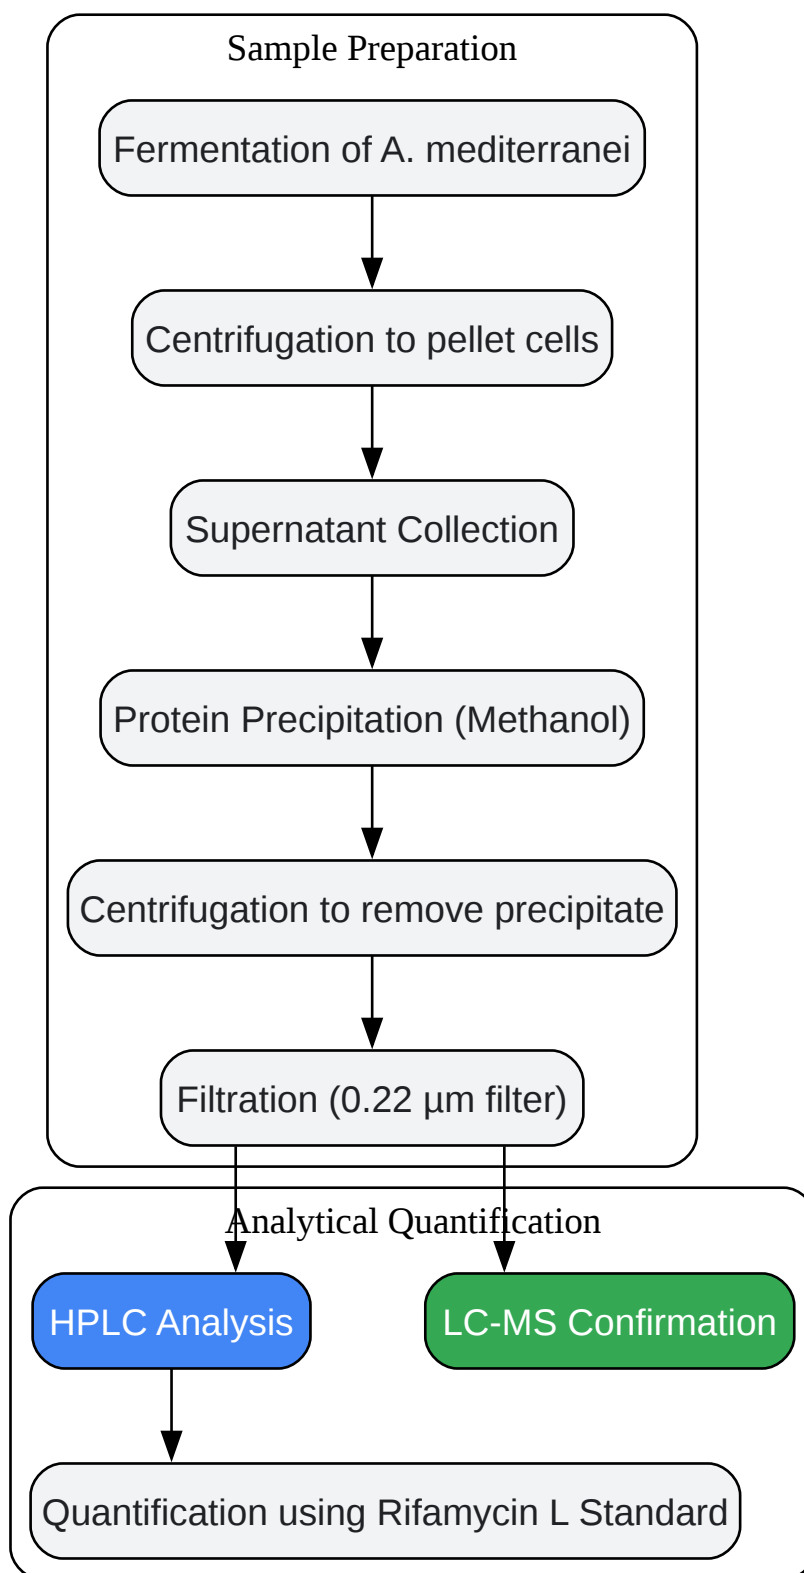 Sample Preparation
Fermentation of A. mediterranei
Centrifugation to pellet cells
Supernatant Collection
Protein Precipitation (Methanol)
Centrifugation to remove precipitate
Filtration (0.22 µm filter)
Analytical Quantification
HPLC Analysis
LC-MS Confirmation
Quantification using Rifamycin L Standard